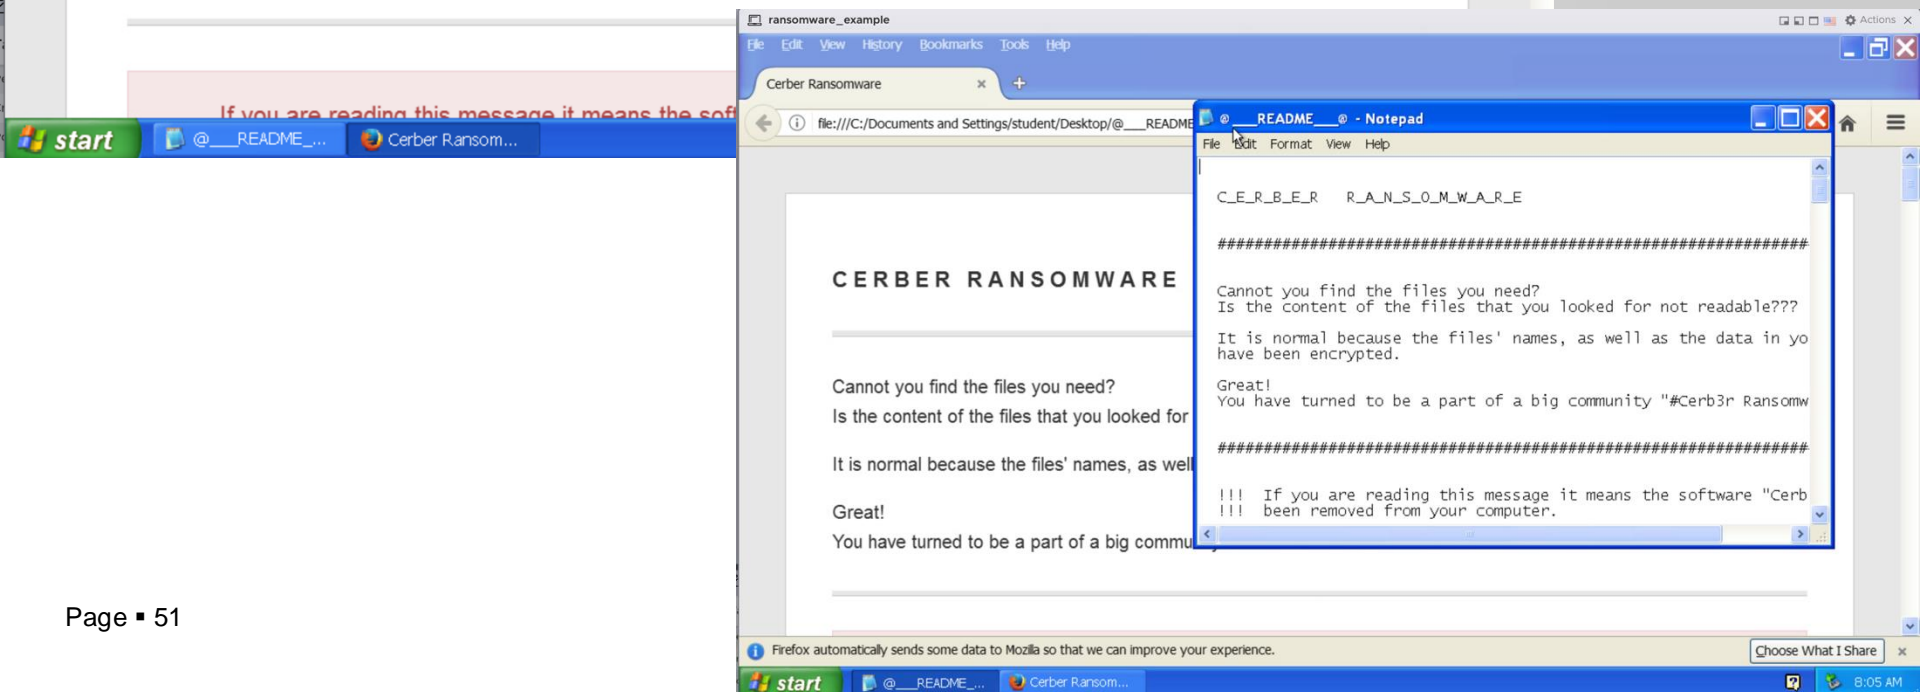 If you are reading this message it means the soft
start
@___README_...
Cerber Ransom...
Page ▪ 51
ransomware_example
Actions
File Edit View History Bookmarks Tools Help
Cerber Ransomware
file:///C:/Documents and Settings/student/Desktop/@___README
CERBER RANSOMWARE
Cannot you find the files you need?
Is the content of the files that you looked for
It is normal because the files' names, as well
Great!
You have turned to be a part of a big commu
@___README___@ - Notepad
File Edit Format View Help
C_E_R_B_E_R R_A_N_S_O_M_W_A_R_E
################################################################
Cannot you find the files you need?
Is the content of the files that you looked for not readable???
It is normal because the files' names, as well as the data in yo
have been encrypted.
Great!
You have turned to be a part of a big community "#Cerb3r Ransomw
################################################################
!!! If you are reading this message it means the software "Cerb
!!! been removed from your computer.
Firefox automatically sends some data to Mozilla so that we can improve your experience.
Choose What I Share
start
@___README_...
Cerber Ransom...
8:05 AM